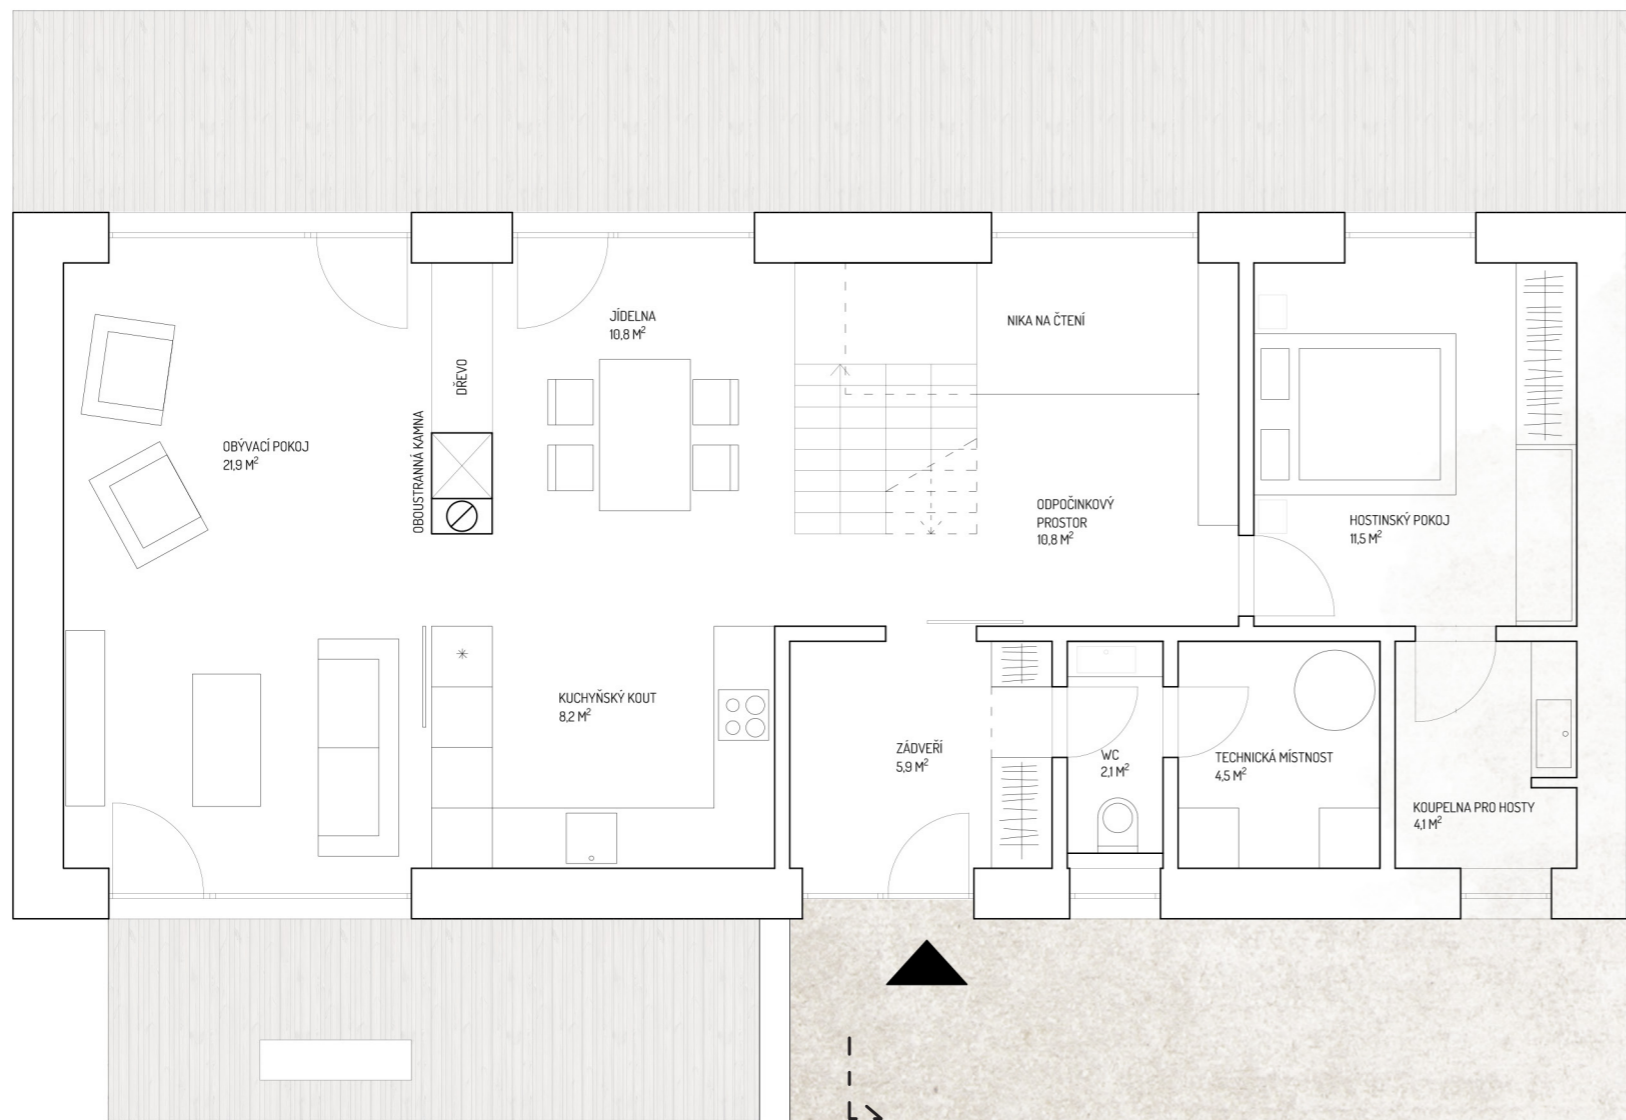 JÍDELNA
10,8 M²
NIKA NA ČTENÍ
DŘEVO
OBOUSTRANNÁ KAMNA
OBÝVACÍ POKOJ
21,9 M²
ODPOČINKOVÝ
PROSTOR
10,8 M²
HOSTINSKÝ POKOJ
11,5 M²
KUCHYŇSKÝ KOUT
8,2 M²
ZÁDVEŘÍ
5,9 M²
WC
2,1 M²
TECHNICKÁ MÍSTNOST
4,5 M²
KOUPELNA PRO HOSTY
4,1 M²